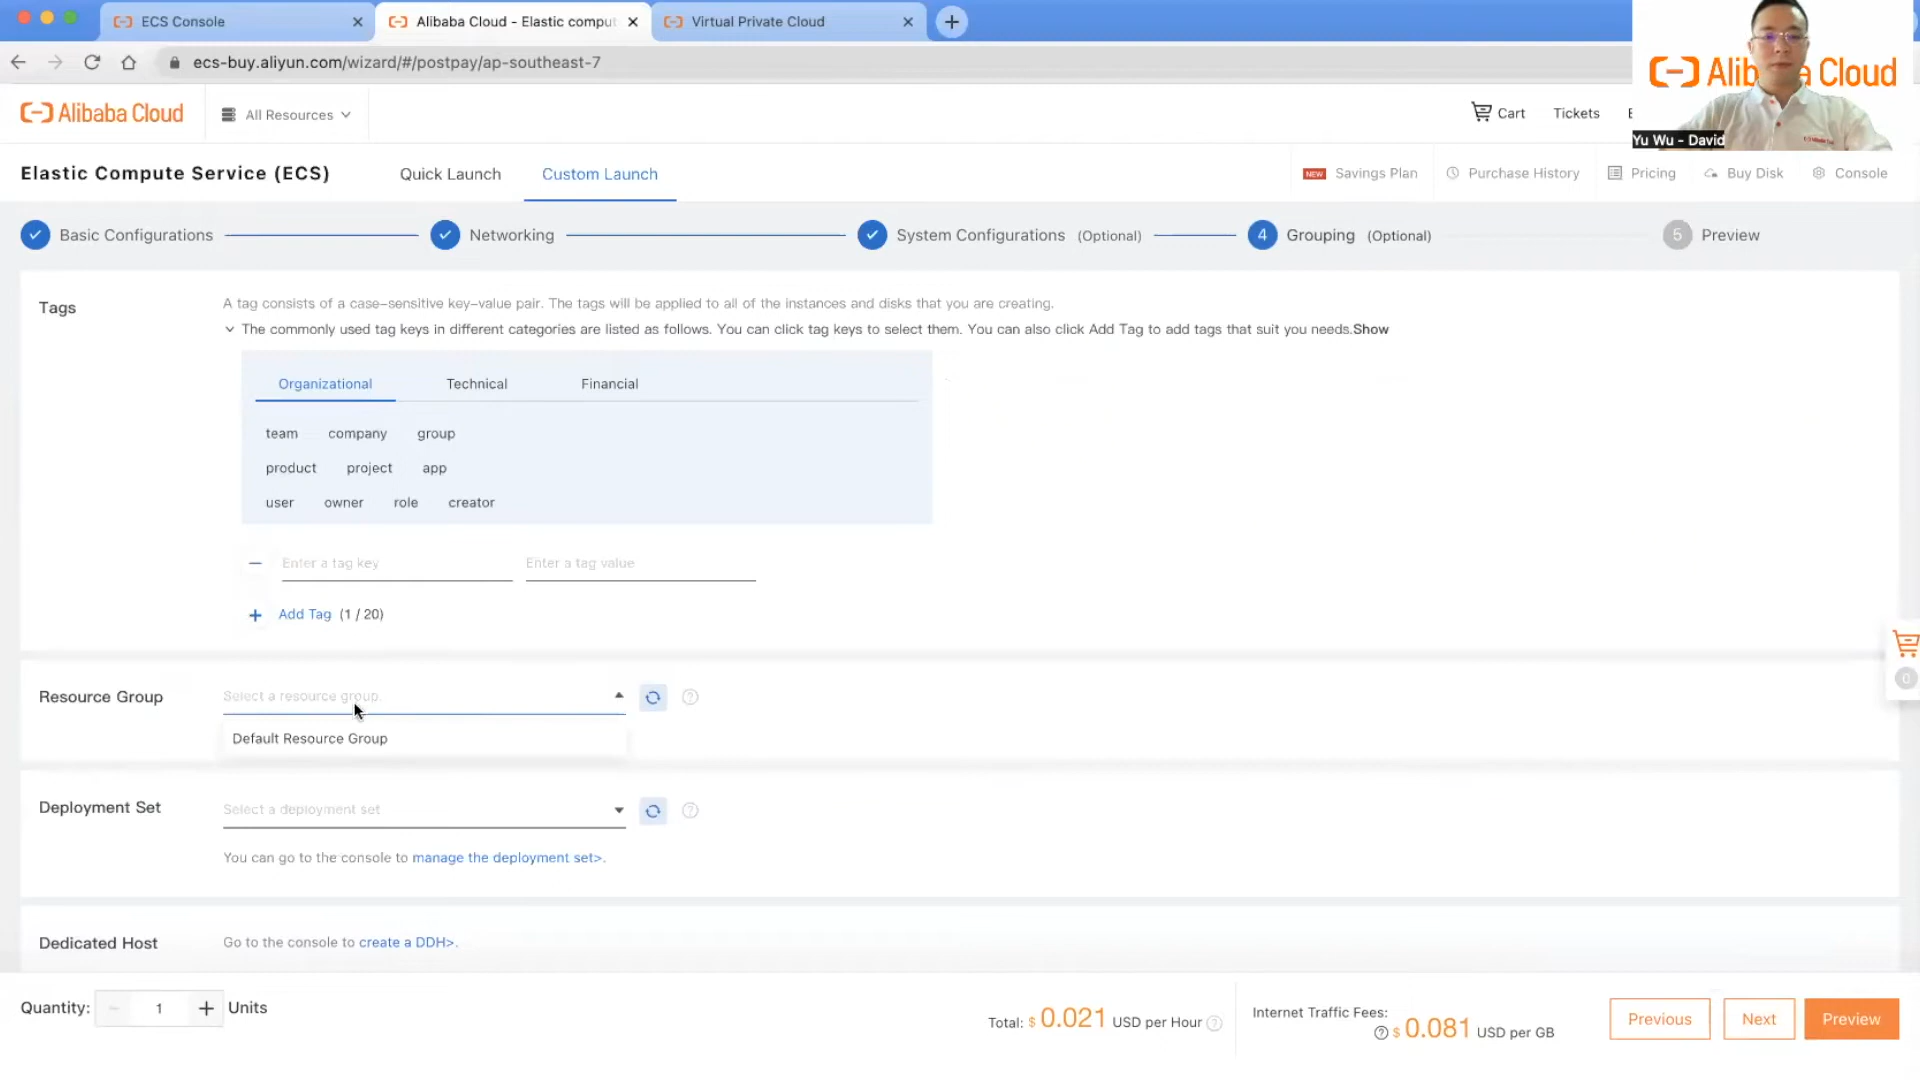 ECS Console
Alibaba Cloud - Elastic comput
Virtual Private Cloud
ecs-buy.aliyun.com/wizard/#/postpay/ap-southeast-7
Alibaba Cloud
All Resources
Cart
Tickets
Alib a Cloud
Yu Wu - David
Elastic Compute Service (ECS)
Quick Launch
Custom Launch
NEW Savings Plan
Purchase History
Pricing
Buy Disk
Console
Basic Configurations
Networking
System Configurations (Optional)
4 Grouping (Optional)
5 Preview
Tags
A tag consists of a case-sensitive key-value pair. The tags will be applied to all of the instances and disks that you are creating.
The commonly used tag keys in different categories are listed as follows. You can click tag keys to select them. You can also click Add Tag to add tags that suit you needs.Show
Organizational
Technical
Financial
team company group
product project app
user owner role creator
Enter a tag key
Enter a tag value
Add Tag (1 / 20)
0
Resource Group
Select a resource group.
Default Resource Group
Deployment Set
Select a deployment set
You can go to the console to manage the deployment set>.
Dedicated Host
Go to the console to create a DDH>.
Quantity: - 1 + Units
Total: $ 0.021 USD per Hour
Internet Traffic Fees:
$ 0.081 USD per GB
Previous
Next
Preview